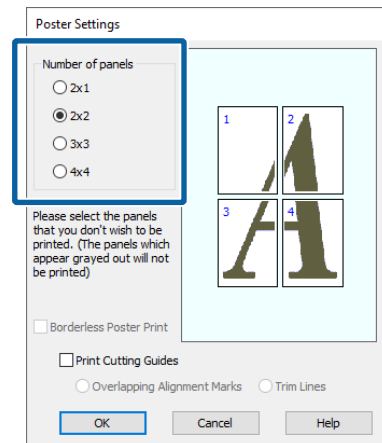 Poster Settings
Number of panels
2x1
2x2
3x3
4x4
Please select the panels
that you don't wish to be
printed. (The panels which
appear grayed out will not
be printed)
1
2
3
4
Borderless Poster Print
Print Cutting Guides
Overlapping Alignment Marks Trim Lines
OK Cancel Help